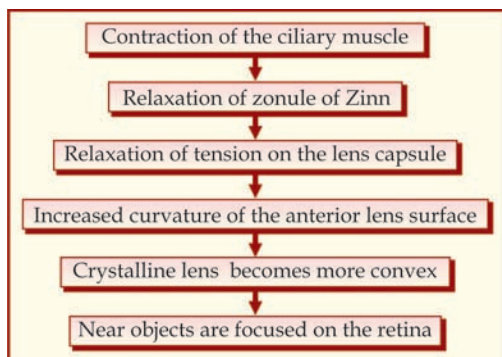 Contraction of the ciliary muscle
Relaxation of zonule of Zinn
Relaxation of tension on the lens capsule
Increased curvature of the anterior lens surface
Crystalline lens becomes more convex
Near objects are focused on the retina